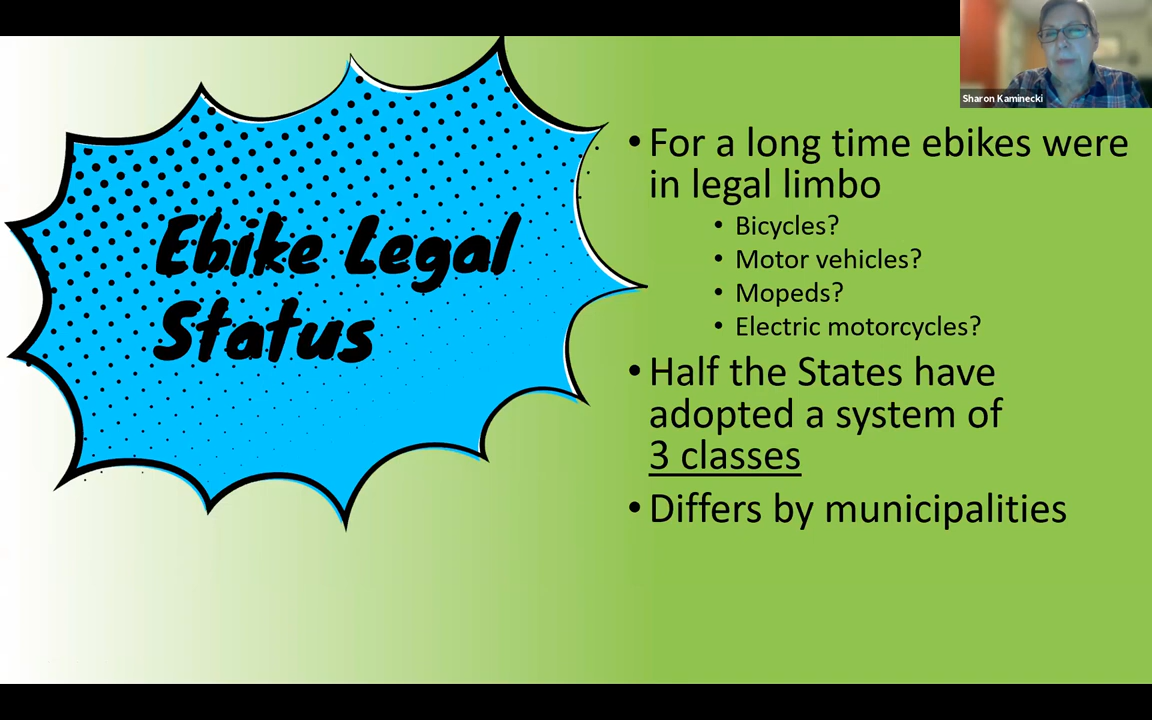 Sharon Kaminecki
Ebike Legal
Status
• For a long time ebikes were
in legal limbo
• Bicycles?
• Motor vehicles?
• Mopeds?
• Electric motorcycles?
• Half the States have
adopted a system of
3 classes
• Differs by municipalities